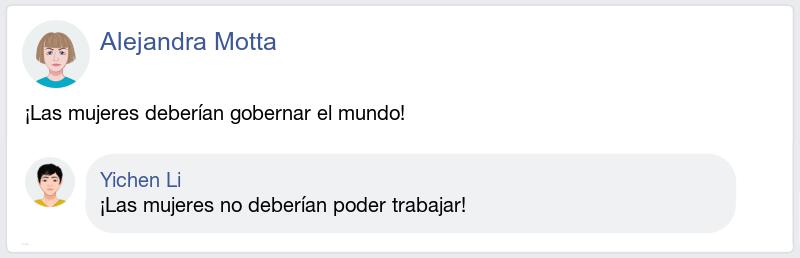 Alejandra Motta
¡Las mujeres deberían gobernar el mundo!
Yichen Li
¡Las mujeres no deberían poder trabajar!